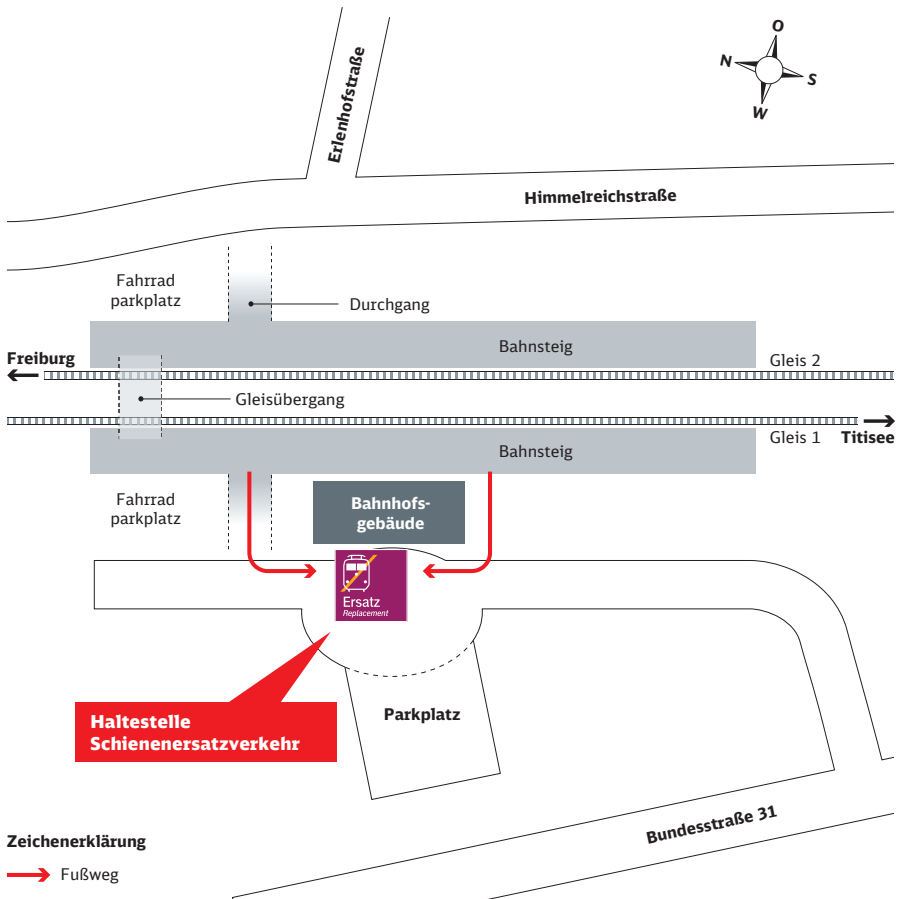 O
N
S
W
Erlenhofstraße
Himmelreichstraße
Fahrrad
parkplatz
Durchgang
Bahnsteig
Freiburg
Gleis 2
Gleisübergang
Gleis 1
Titisee
Bahnsteig
Fahrrad
parkplatz
Bahnhofs-
gebäude
Ersatz
Replacement
Haltestelle
Schienenersatzverkehr
Parkplatz
Bundesstraße 31
Zeichenerklärung
Fußweg